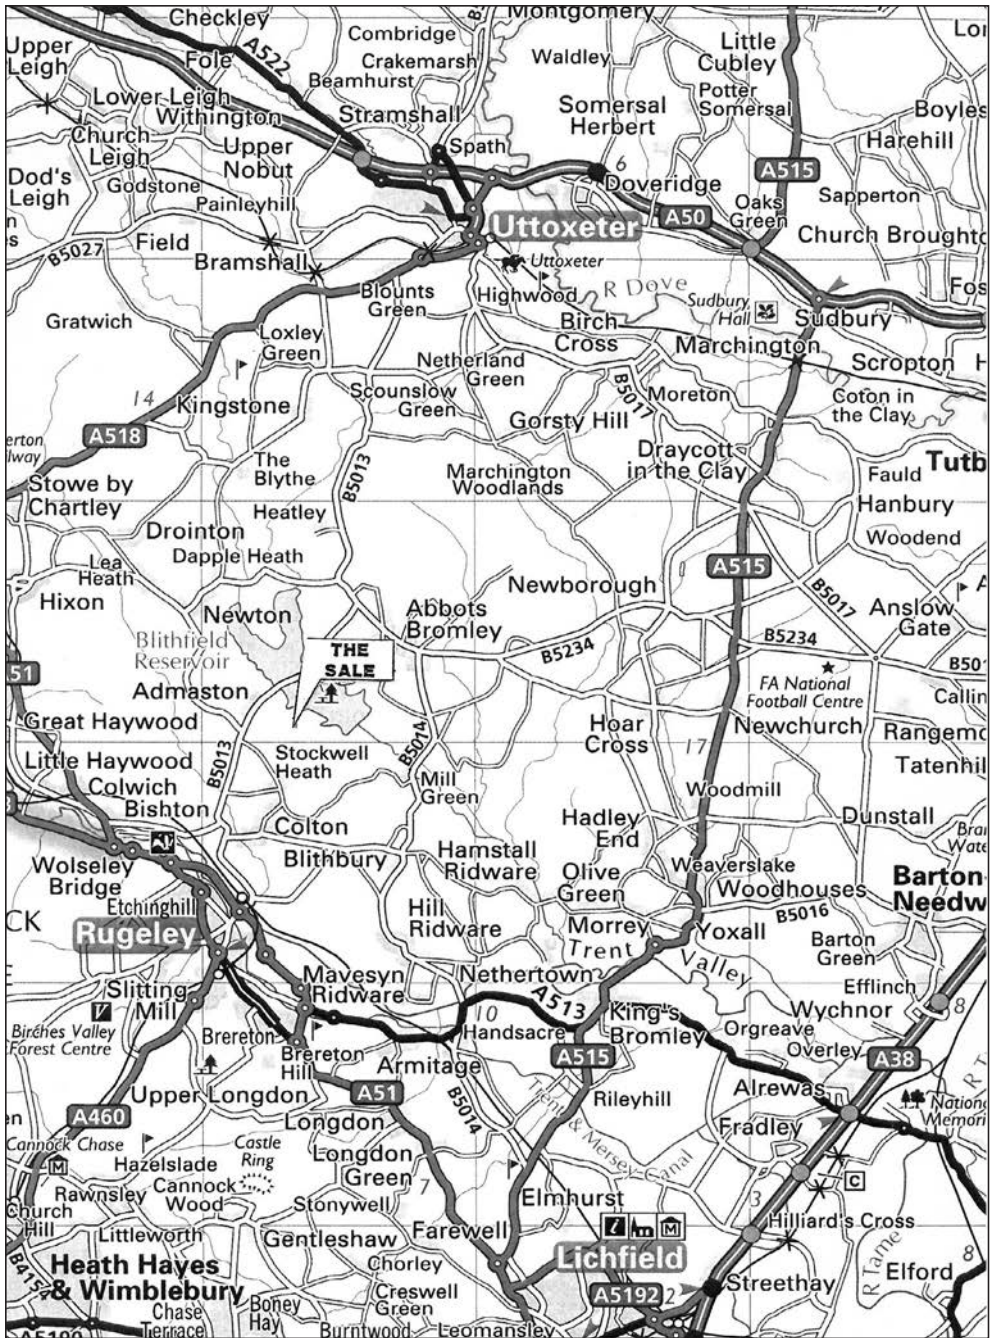 Checkley
Montgomery
Combridge
Upper
Leigh
A522
Fole
Crakemarsh
Waldley
Little
Cubley
Beamhurst
Lower Leigh
Withington
Stramshall
Somersal
Herbert
Potter
Somersal
Boyles
Church
Leigh
Upper
Nobut
Spath
Harehill
Dod's
Leigh
Godstone
6
Doveridge
A515
Sapperton
Painleyhill
Oaks
Green
A50
Uttoxeter
Church Broughto
B5027
Field
Bramshall
Uttoxeter
Blounts
Green
Highwood
R Dove
Sudbury
Hall
Fos
Gratwich
Loxley
Green
Birch
Cross
Sudbury
Marchington
Scropton
Netherland
Green
14
Kingstone
Scounslow
Green
B5017
Moreton
Coton in
the Clay
Gorsty Hill
A518
Draycott
in the Clay
The
Blythe
B5013
Marchington
Woodlands
Fauld
Tutb
Stowe by
Chartley
Heatley
Hanbury
Drointon
Woodend
Lea
Heath
Dapple Heath
A515
Hixon
Newborough
B5017
Newton
Abbots
Bromley
Anslow
Gate
Blithfield
Reservoir
THE
SALE
B5234
B5234
51
Admaston
FA National
Football Centre
Callin
Great Haywood
Hoar
Cross
Newchurch
Rangemo
B5013
Stockwell
Heath
B5014
17
Little Haywood
Tatenhil
Colwich
Bishton
Mill
Green
Woodmill
Colton
Hadley
End
Dunstall
Wolseley
Bridge
Blithbury
Hamstall
Ridware
Olive
Green
Weaverslake
Barton
Needw
Etchinghill
Woodhouses
B5016
CK
Rugeley
Hill
Ridware
Morrey
Yoxall
Barton
Green
Trent
Valley
Mavesyn
Ridware
Nethertown
Efflinch
Slitting
Mill
A513
Wychnor
8
10
King's
Bromley
Birches Valley
Forest Centre
Brereton
Handsacre
Orgreave
Brereton
Hill
Armitage
A515
Overley
A38
Upper Longdon
A51
Rileyhill
Alrewas
A460
B5014
Longdon
Trent & Mersey Canal
Fradley
Cannock Chase
Castle
Ring
Longdon
Green
Hazelslade
M
C
Rawnsley
Cannock
Wood
7
Stonywell
Elmhurst
3
Church
Hill
Littleworth
Gentleshaw
Farewell
Hilliard's Cross
R Tame
8
Heath Hayes
& Wimblebury
Lichfield
Chorley
Elford
Creswell
Green
A5192
2
Streethay
Chase
Terrace
Boney
Hay
Burntwood
Leomansley